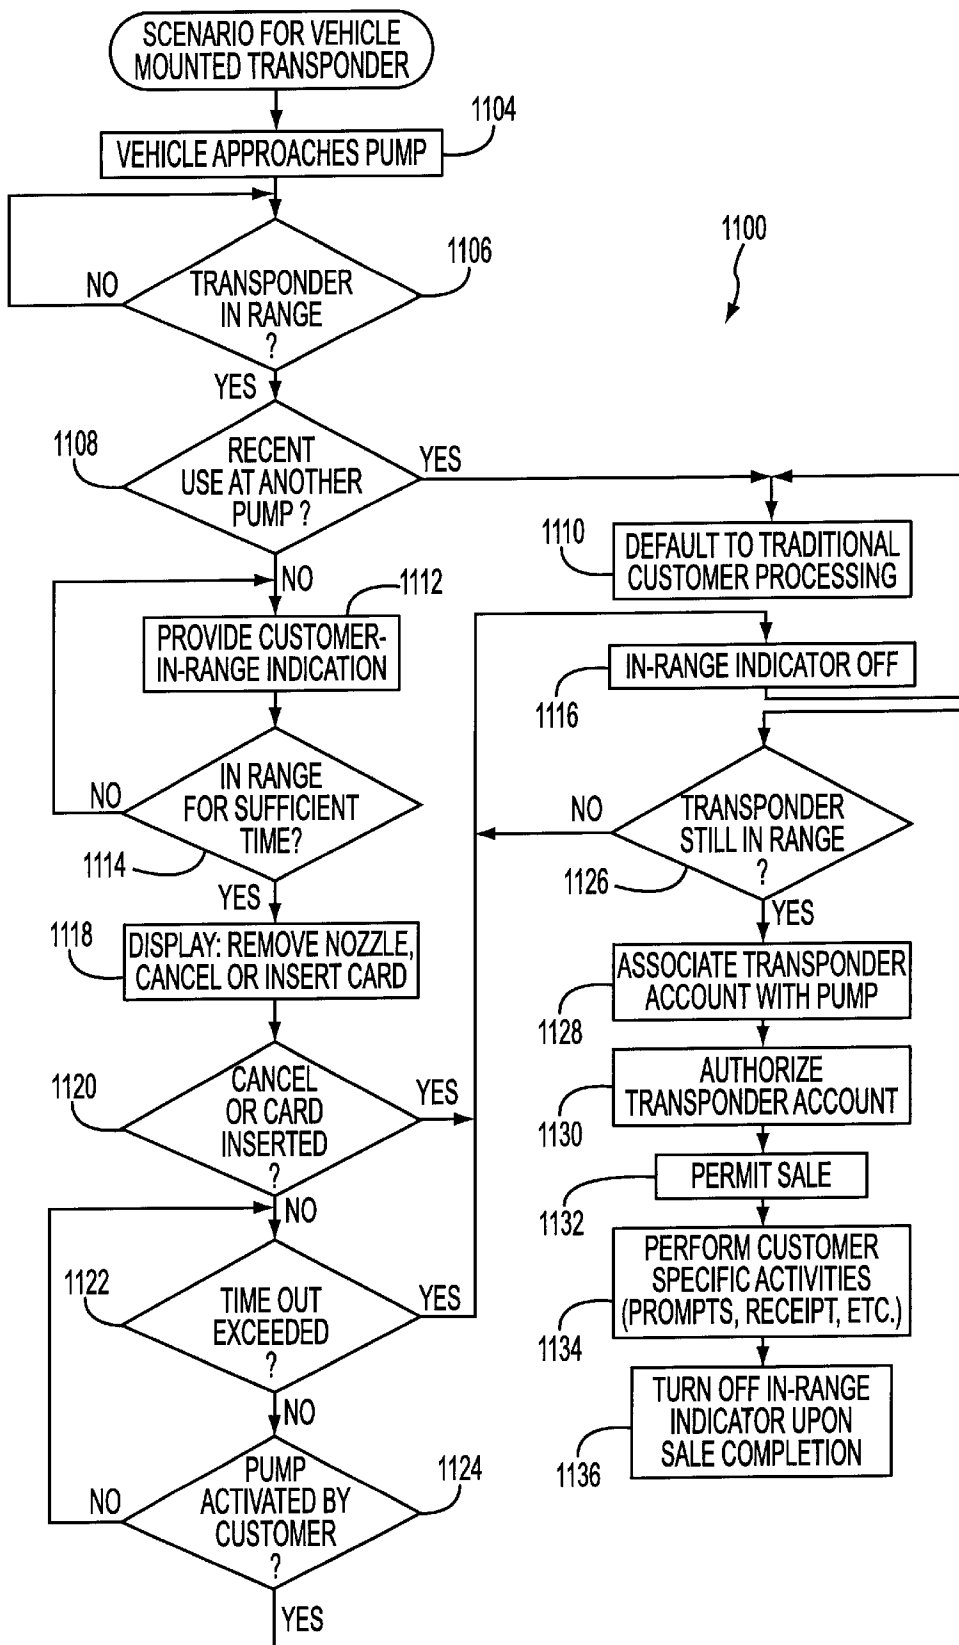 SCENARIO FOR VEHICLE
MOUNTED TRANSPONDER
1104
VEHICLE APPROACHES PUMP
1100
1106
NO
TRANSPONDER
IN RANGE
?
YES
1108
RECENT
USE AT ANOTHER
PUMP ?
YES
1110
DEFAULT TO TRADITIONAL
CUSTOMER PROCESSING
NO
1112
PROVIDE CUSTOMER-
IN-RANGE INDICATION
IN-RANGE INDICATOR OFF
1116
NO
IN RANGE
FOR SUFFICIENT
TIME?
1114
YES
NO
TRANSPONDER
STILL IN RANGE
?
1126
YES
1118
DISPLAY: REMOVE NOZZLE,
CANCEL OR INSERT CARD
ASSOCIATE TRANSPONDER
ACCOUNT WITH PUMP
1128
1120
CANCEL
OR CARD
INSERTED
?
YES
NO
AUTHORIZE
TRANSPONDER ACCOUNT
1130
PERMIT SALE
1132
1122
TIME OUT
EXCEEDED
?
YES
NO
PERFORM CUSTOMER
SPECIFIC ACTIVITIES
(PROMPTS, RECEIPT, ETC.)
1134
TURN OFF IN-RANGE
INDICATOR UPON
SALE COMPLETION
1136
1124
NO
PUMP
ACTIVATED BY
CUSTOMER
?
YES